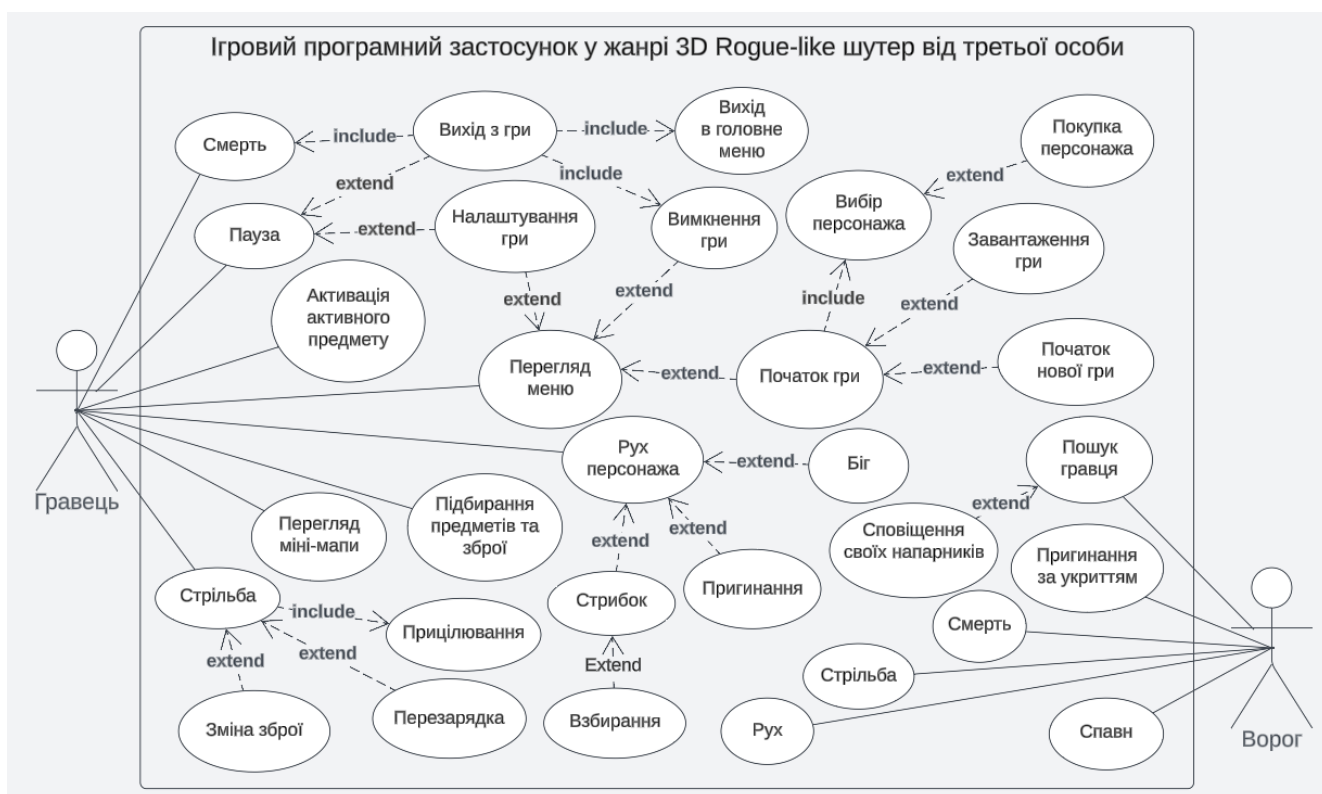 Ігровий програмний застосунок у жанрі 3D Rogue-like шутер від третьої особи
Смерть
include
Вихід з гри
include
Вихід
в головне
меню
Покупка
персонажа
extend
include
extend
Пауза
extend
Налаштування
гри
Вимкнення
гри
Вибір
персонажа
Завантаження
гри
Активація
активного
предмету
extend
extend
include
extend
Перегляд
меню
extend
Початок гри
extend
Початок
нової гри
Гравець
Рух
персонажа
extend
Біг
Пошук
гравця
extend
Перегляд
міні-мапи
Підбирання
предметів та
зброї
extend
extend
Сповіщення
своїх напарників
Пригинання
за укриттям
Стрільба
include
Прицілювання
Стрибок
Пригинання
Смерть
extend
extend
Extend
Стрільба
Зміна зброї
Перезарядка
Взбирання
Рух
Спавн
Ворог